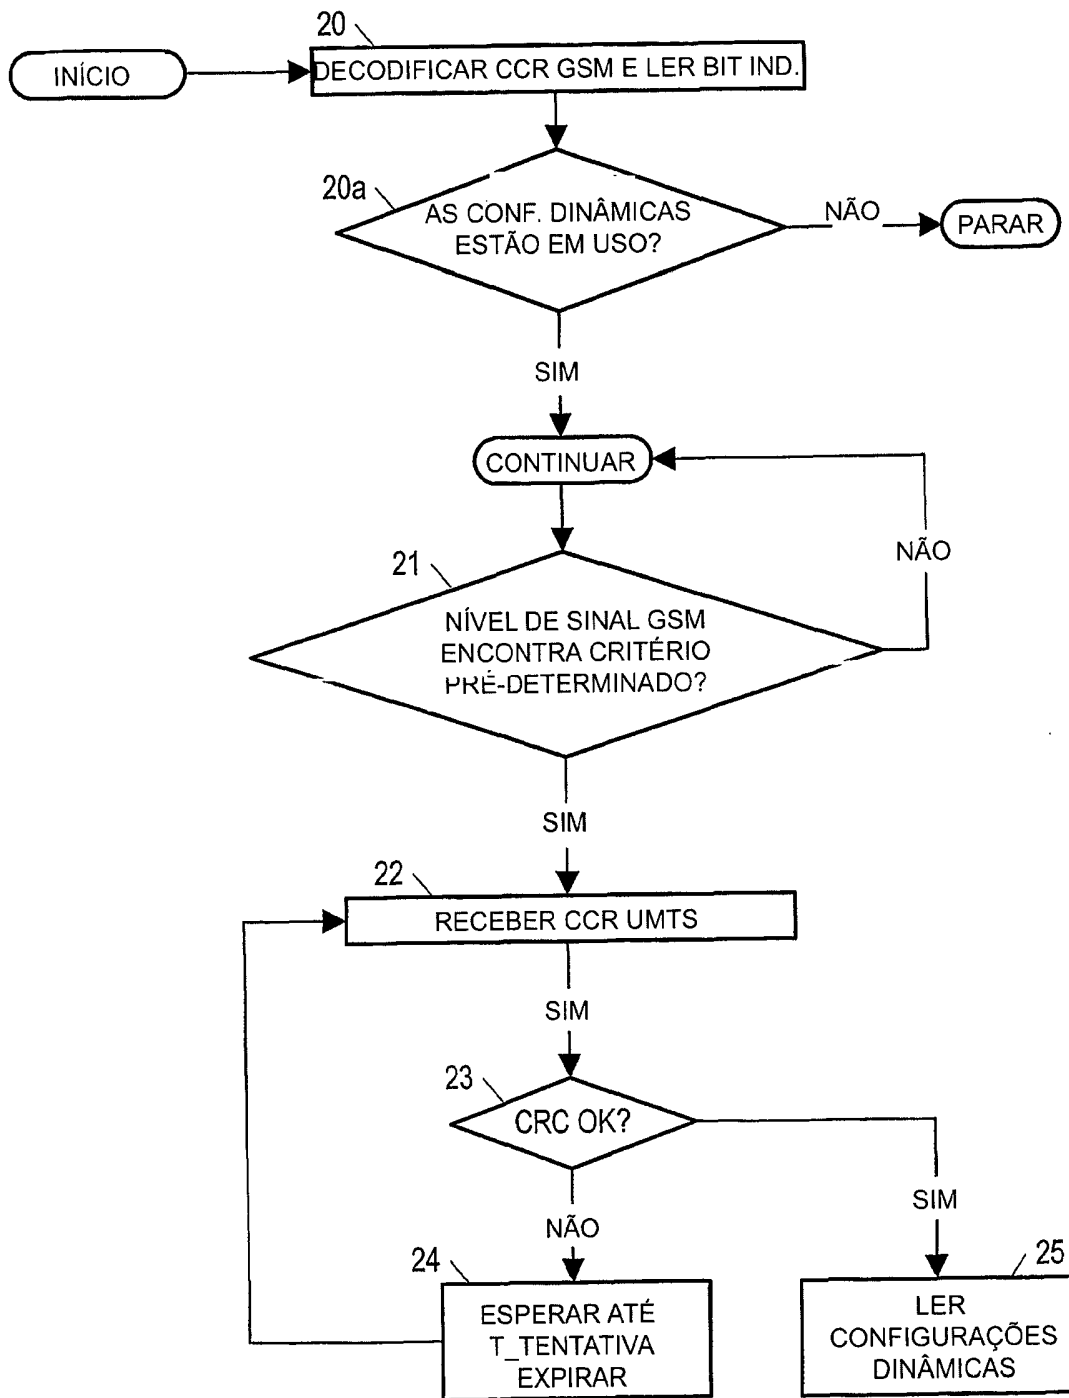 20
INÍCIO
DECODIFICAR CCR GSM E LER BIT IND.
20a
AS CONF. DINÂMICAS
ESTÃO EM USO?
NÃO
PARAR
SIM
CONTINUAR
NÃO
21
NÍVEL DE SINAL GSM
ENCONTRA CRITÉRIO
PRÉ-DETERMINADO?
SIM
22
RECEBER CCR UMTS
SIM
23
CRC OK?
SIM
NÃO
24
25
ESPERAR ATÉ
T_TENTATIVA
EXPIRAR
LER
CONFIGURAÇÕES
DINÂMICAS